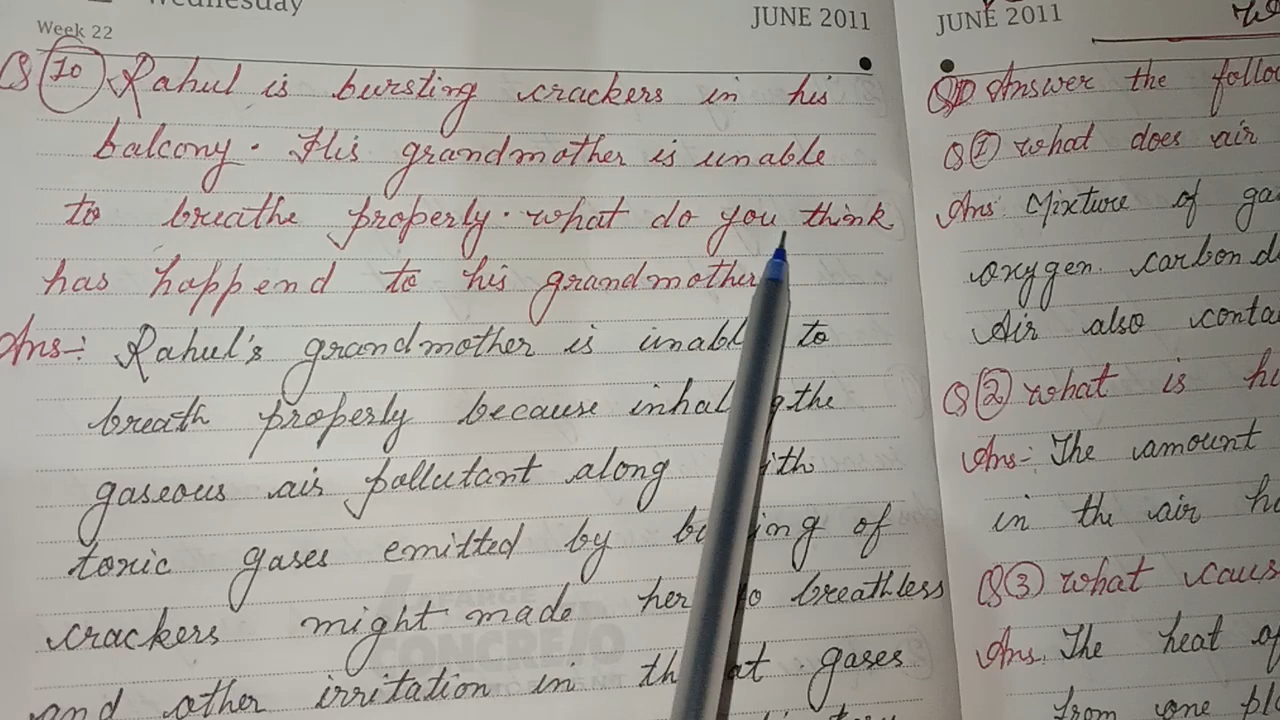 Wednesday
Week 22
JUNE 2011
Q 10 Rahul is bursting crackers in his
balcony. His grandmother is unable
to breathe properly. what do you think
has happend to his grandmother
Ans:- Rahul's grandmother is unabl to
breath properly because inhal g the
gaseous air pollutant along ith
toxic gases emitted by b ing of
crackers might made her to breathless
and other irritation in th at gases
JUNE 2011
Answer the follo
Q 1 what does air
Ans Mixture of ga
oxygen. carbon d
Air also conta
Q 2 what is h
Ans:- The amount
in the air h
Q 3 what caus
Ans. The heat of
from one pl